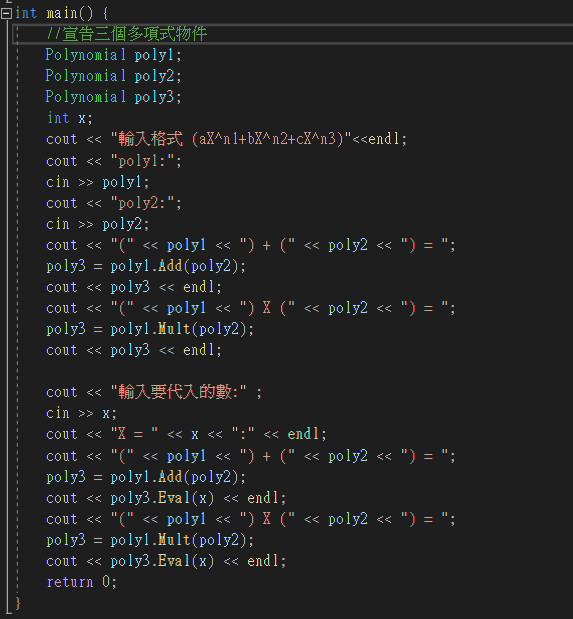 int main() {
    //宣告三個多項式物件
    Polynomial poly1;
    Polynomial poly2;
    Polynomial poly3;
    int x;
    cout << "輸入格式 (aX^n1+bX^n2+cX^n3)"<<endl;
    cout << "poly1:";
    cin >> poly1;
    cout << "poly2:";
    cin >> poly2;
    cout << "(" << poly1 << ") + (" << poly2 << ") = ";
    poly3 = poly1.Add(poly2);
    cout << poly3 << endl;
    cout << "(" << poly1 << ") X (" << poly2 << ") = ";
    poly3 = poly1.Mult(poly2);
    cout << poly3 << endl;

    cout << "輸入要代入的數:" ;
    cin >> x;
    cout << "X = " << x << ":" << endl;
    cout << "(" << poly1 << ") + (" << poly2 << ") = ";
    poly3 = poly1.Add(poly2);
    cout << poly3.Eval(x) << endl;
    cout << "(" << poly1 << ") X (" << poly2 << ") = ";
    poly3 = poly1.Mult(poly2);
    cout << poly3.Eval(x) << endl;
    return 0;
}